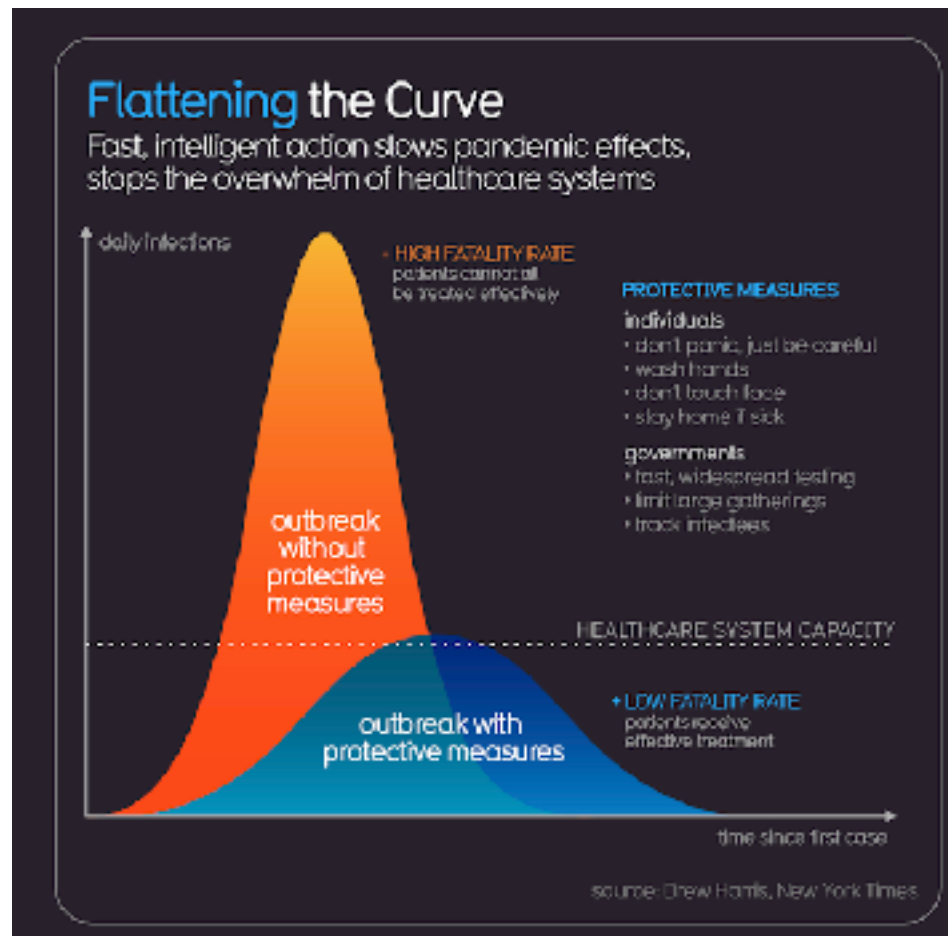 Flattening the Curve
Fast, intelligent action slows pandemic effects,
stops the overwhelm of healthcare systems
daily infections
- HIGH FATALITY RATE
patients cannot all
be treated effectively
PROTECTIVE MEASURES
individuals
• don't panic, just be careful
• wash hands
• don't touch face
• stay home if sick
governments
• fast, widespread testing
• limit large gatherings
• track infectees
outbreak
without
protective
measures
HEALTHCARE SYSTEM CAPACITY
outbreak with
protective measures
+ LOW FATALITY RATE
patients receive
effective treatment
time since first case
source: Drew Harris, New York Times